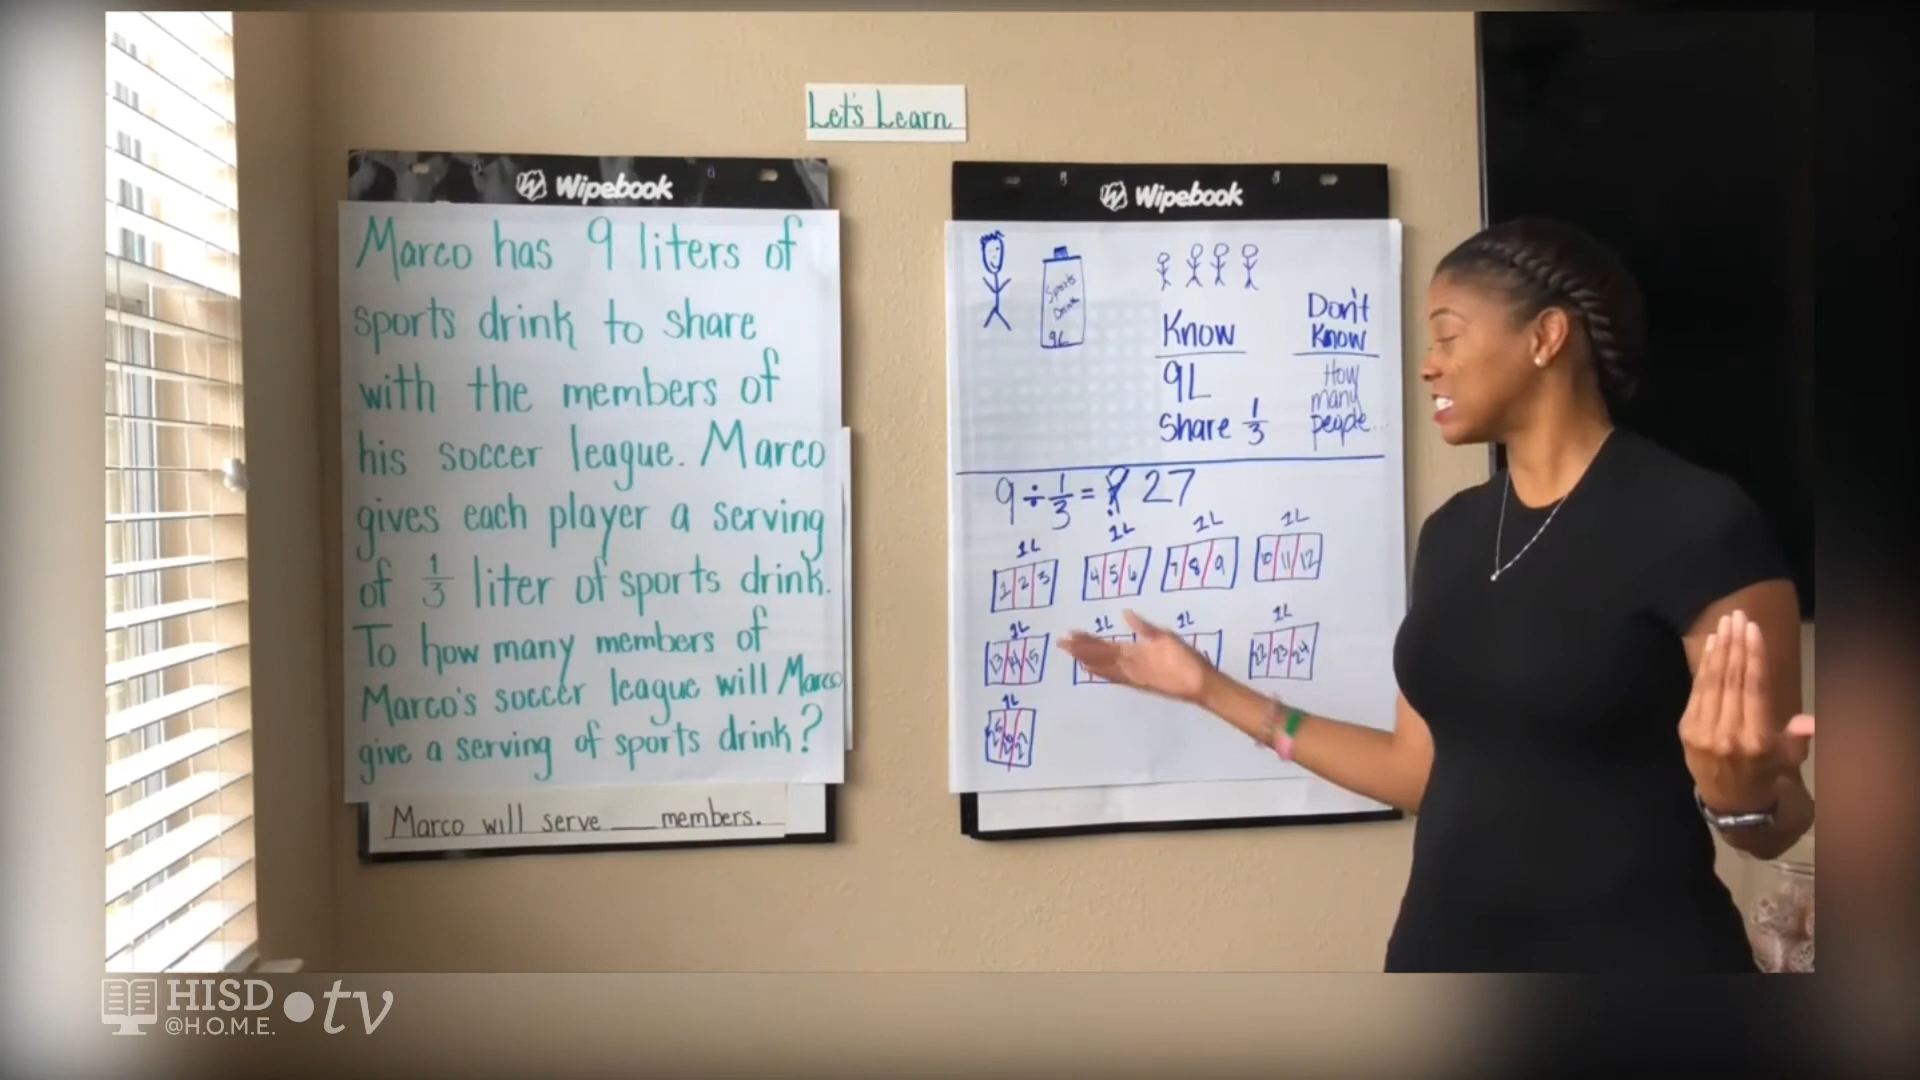 Let's Learn
Wipebook
Marco has 9 liters of
sports drink to share
with the members of
his soccer league. Marco
gives each player a serving
of 1/3 liter of sports drink.
To how many members of
Marco's soccer league will Marco
give a serving of sports drink?
Marco will serve ___ members.
Wipebook
Sports
Drink
9L
Know
Don't
Know
9L
Share 1/3
How
many
people...
9 ÷ 1/3 = ? 27
1L 1L 1L 1L
1 2 3 4 5 6 7 8 9 10 11 12
1L 1L 1L 1L
13 14 15 22 23 24
1L
25 26 27
HISD
@H.O.M.E.
•tv